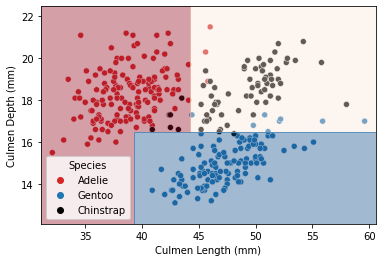 22
20
18
16
14
Culmen Depth (mm)
Species
Adelie
Gentoo
Chinstrap
35
40
45
50
55
60
Culmen Length (mm)